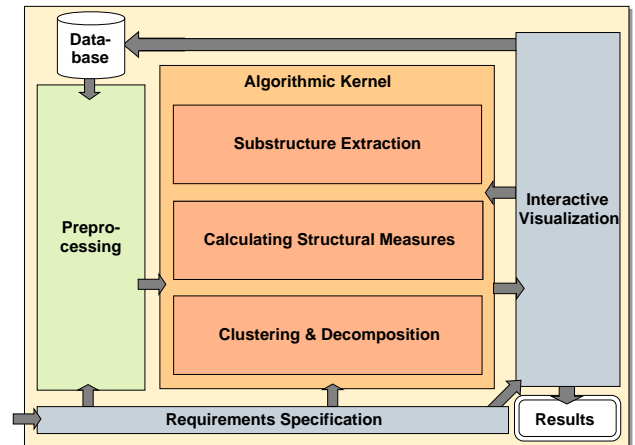 Data-
base
Algorithmic Kernel
Substructure Extraction
Interactive
Visualization
Prepro-
cessing
Calculating Structural Measures
Clustering & Decomposition
Requirements Specification
Results